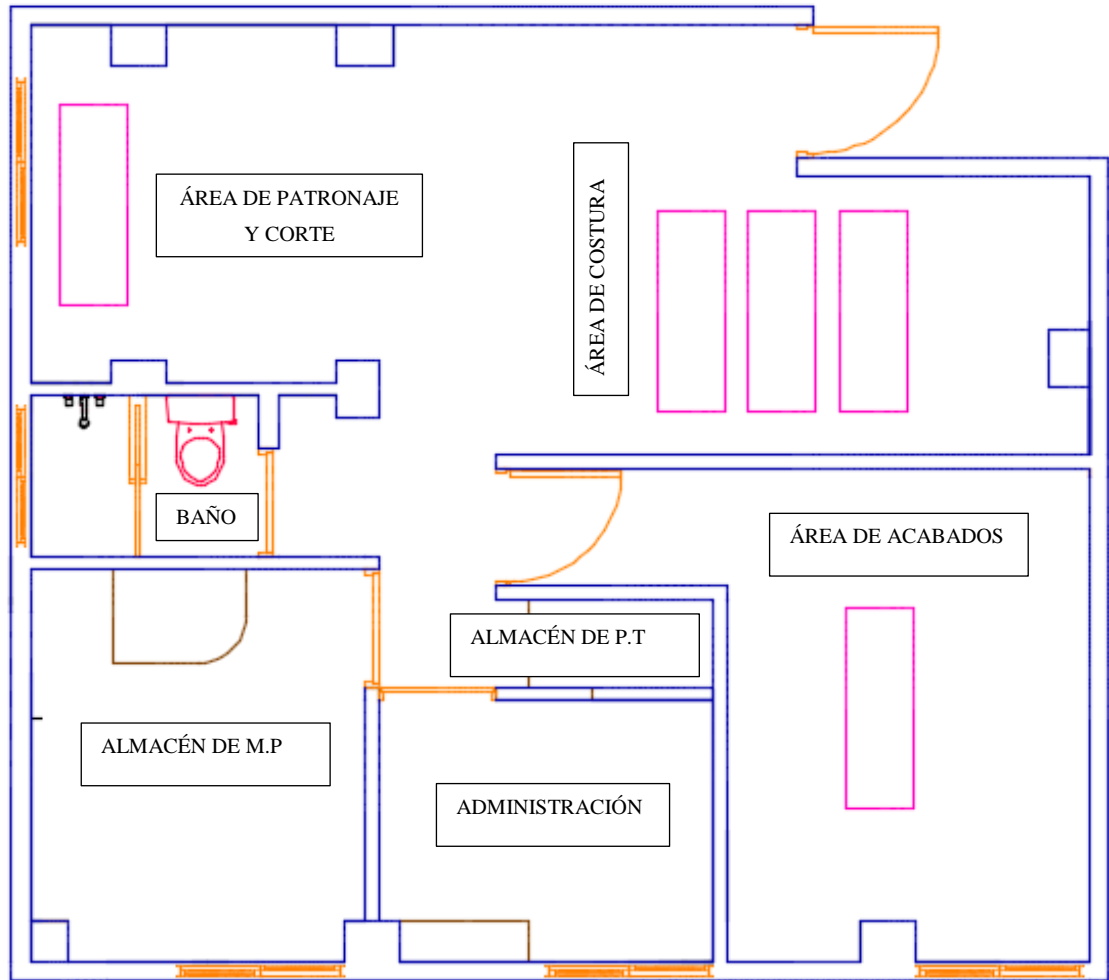 ÁREA DE PATRONAJE
Y CORTE
ÁREA DE COSTURA
BAÑO
ÁREA DE ACABADOS
ALMACÉN DE P.T
ALMACÉN DE M.P
ADMINISTRACIÓN